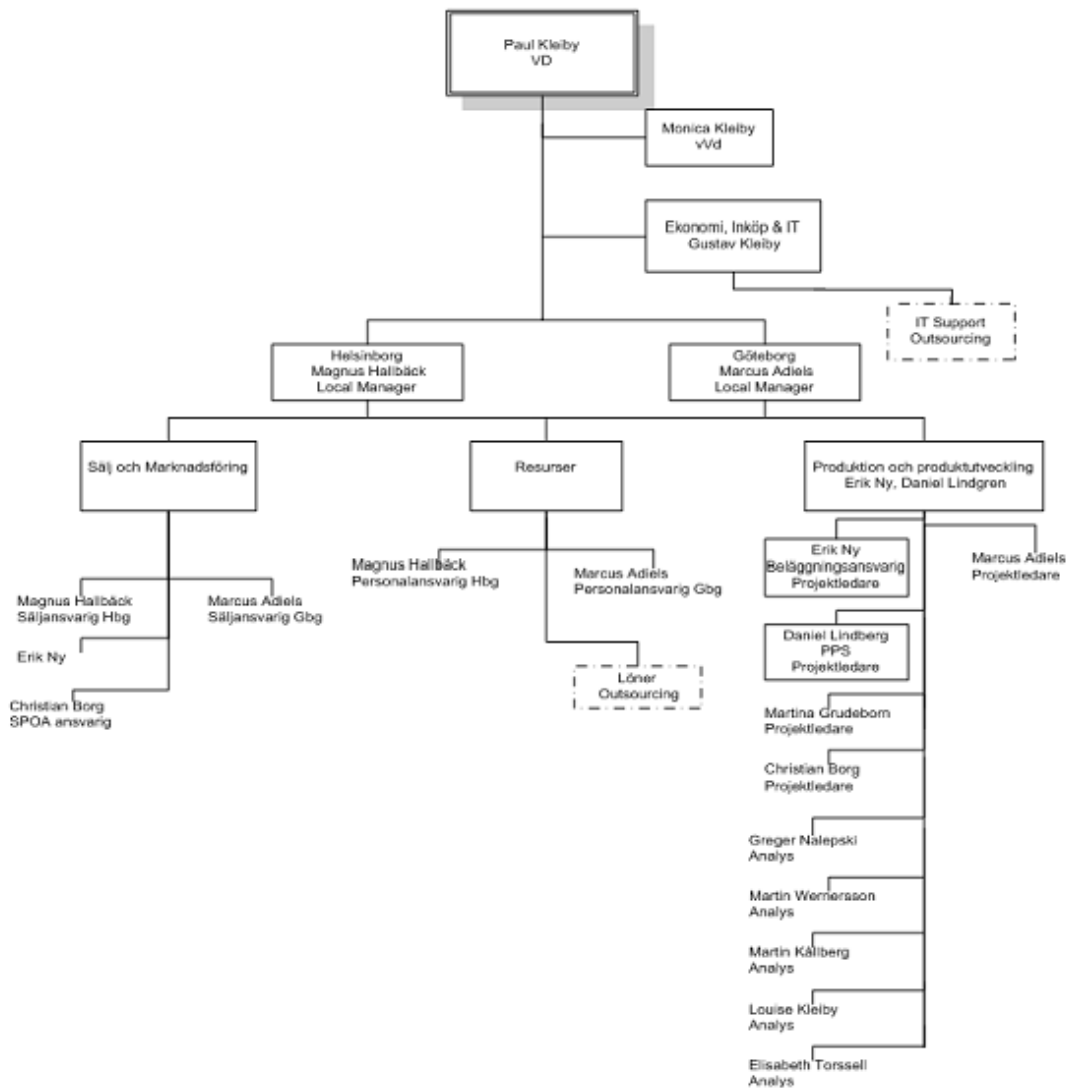 Paul Kleiby
VD
Monica Kleiby
vVd
Ekonomi, Inköp & IT
Gustav Kleiby
IT Support
Outsourcing
Helsinborg
Magnus Hallbäck
Local Manager
Göteborg
Marcus Adiels
Local Manager
Sälj och Marknadsföring
Resurser
Produktion och produktutveckling
Erik Ny, Daniel Lindgren
Magnus Hallbäck
Säljansvarig Hbg
Marcus Adiels
Säljansvarig Gbg
Erik Ny
Christian Borg
SPOA ansvarig
Magnus Hallbäck
Personalansvarig Hbg
Marcus Adiels
Personalansvarig Gbg
Löner
Outsourcing
Erik Ny
Beläggningsansvarig
Projektledare
Marcus Adiels
Projektledare
Daniel Lindberg
PPS
Projektledare
Martina Grudeborn
Projektledare
Christian Borg
Projektledare
Greger Nalepski
Analys
Martin Wernersson
Analys
Martin Kållberg
Analys
Louise Kleiby
Analys
Elisabeth Torssell
Analys